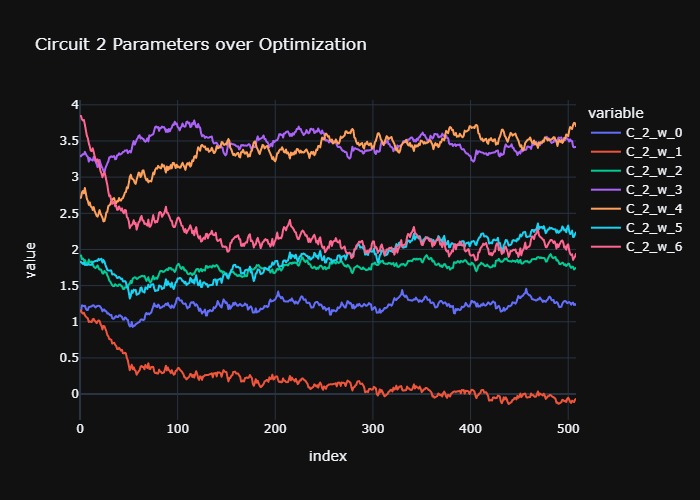 Circuit 2 Parameters over Optimization
variable
C_2_w_0
C_2_w_1
C_2_w_2
C_2_w_3
C_2_w_4
C_2_w_5
C_2_w_6
value
4
3.5
3
2.5
2
1.5
1
0.5
0
0 100 200 300 400 500
index